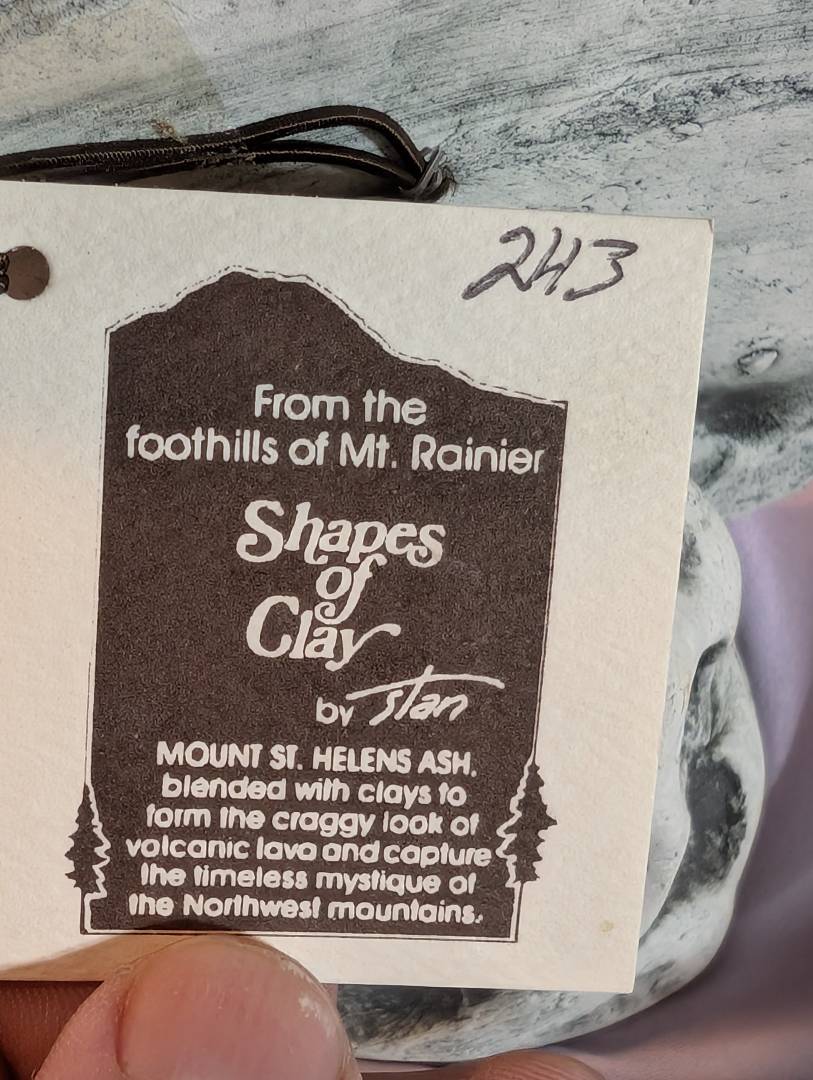 243
From the
foothills of Mt. Rainier
Shapes
of
Clay
by Stan
MOUNT ST. HELENS ASH,
blended with clays to
form the craggy look of
volcanic lava and capture
the timeless mystique of
the Northwest mountains.